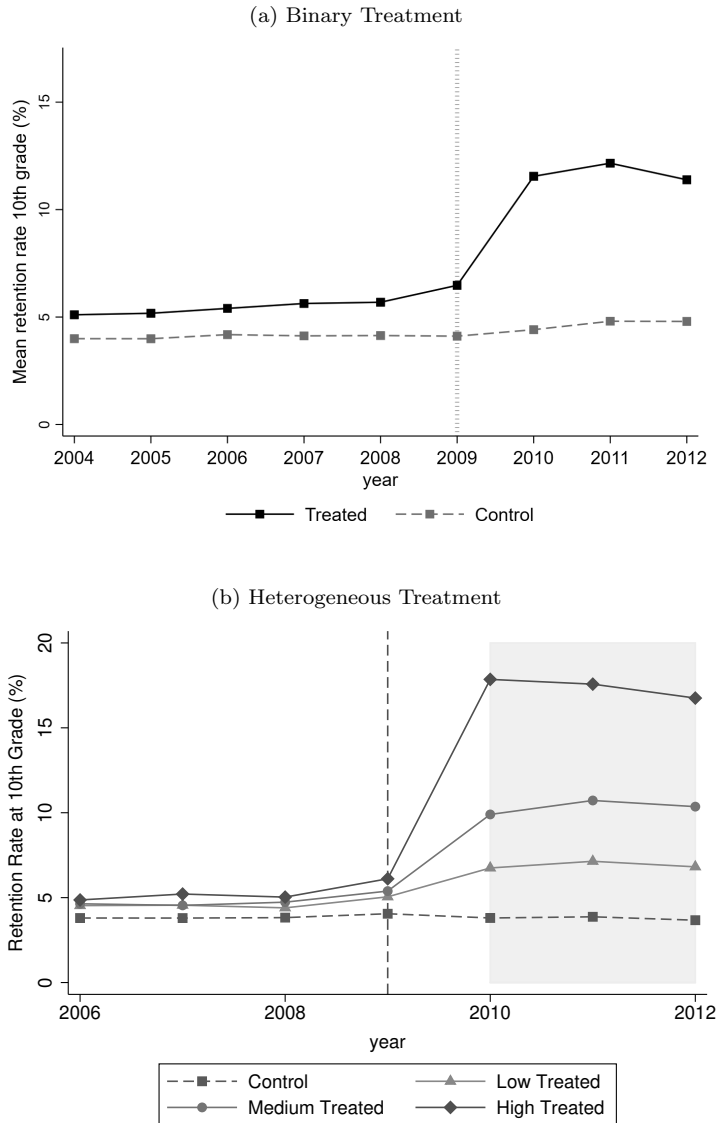 (a) Binary Treatment
Mean retention rate 10th grade (%)
15
10
5
0
2004 2005 2006 2007 2008 2009 2010 2011 2012
year
Treated Control
(b) Heterogeneous Treatment
Retention Rate at 10th Grade (%)
20
15
10
5
0
2006 2008 2010 2012
year
Control Low Treated
Medium Treated High Treated